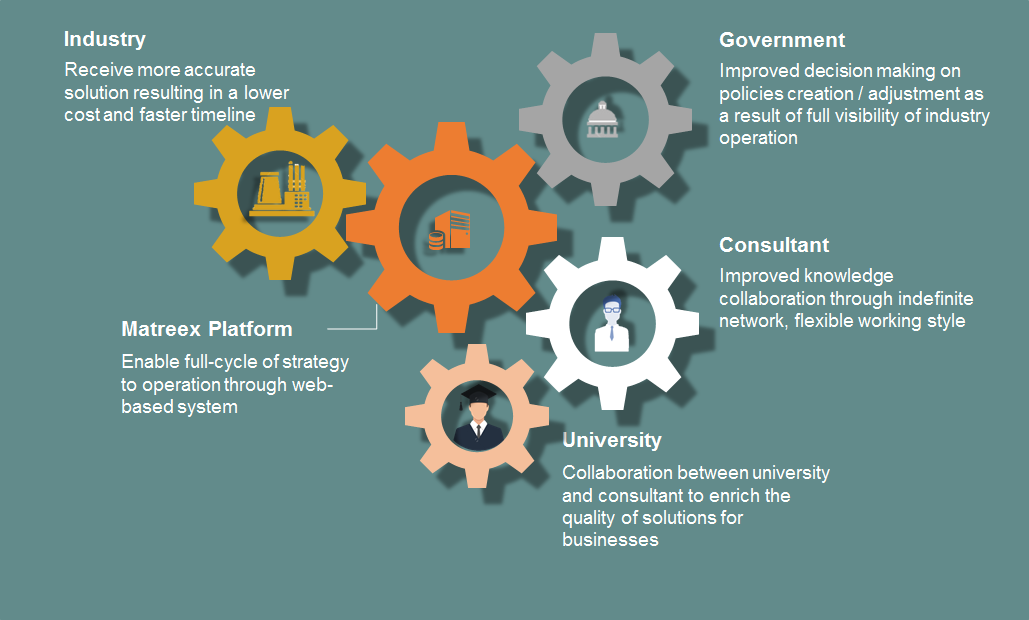 Industry
Receive more accurate
solution resulting in a lower
cost and faster timeline
Government
Improved decision making on
policies creation / adjustment as
a result of full visibility of industry
operation
Consultant
Improved knowledge
collaboration through indefinite
network, flexible working style
Matreex Platform
Enable full-cycle of strategy
to operation through web-
based system
University
Collaboration between university
and consultant to enrich the
quality of solutions for
businesses